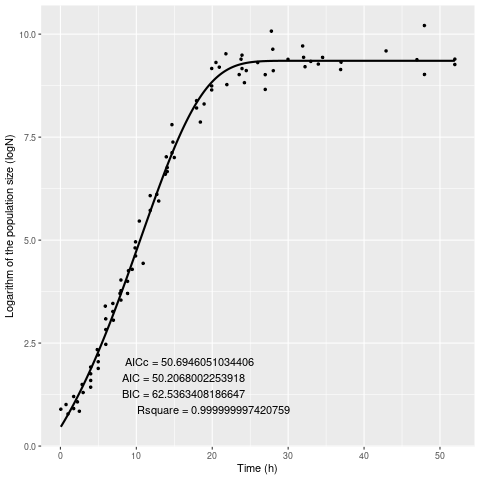 10.0
7.5
5.0
2.5
0.0
Logarithm of the population size (logN)
AICc = 50.6946051034406
AIC = 50.2068002253918
BIC = 62.5363408186647
Rsquare = 0.999999997420759
0 10 20 30 40 50
Time (h)